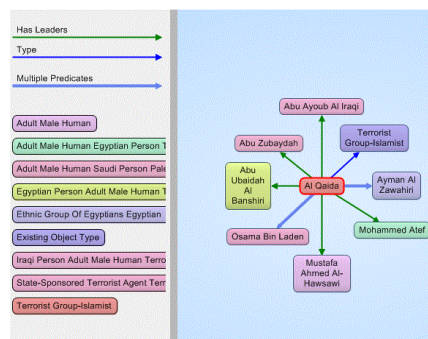 Has Leaders
Type
Multiple Predicates
Adult Male Human
Adult Male Human Egyptian Person T
Adult Male Human Saudi Person Pale
Egyptian Person Adult Male Human T
Ethnic Group Of Egyptians Egyptian
Existing Object Type
Iraqi Person Adult Male Human Terro
State-Sponsored Terrorist Agent Terr
Terrorist Group-Islamist
Abu Ayoub Al Iraqi
Abu Zubaydah
Terrorist
Group-Islamist
Abu
Ubaidah
Al
Banshiri
Al Qaida
Ayman Al
Zawahiri
Osama Bin Laden
Mohammed Atef
Mustafa
Ahmed Al-
Hawsawi